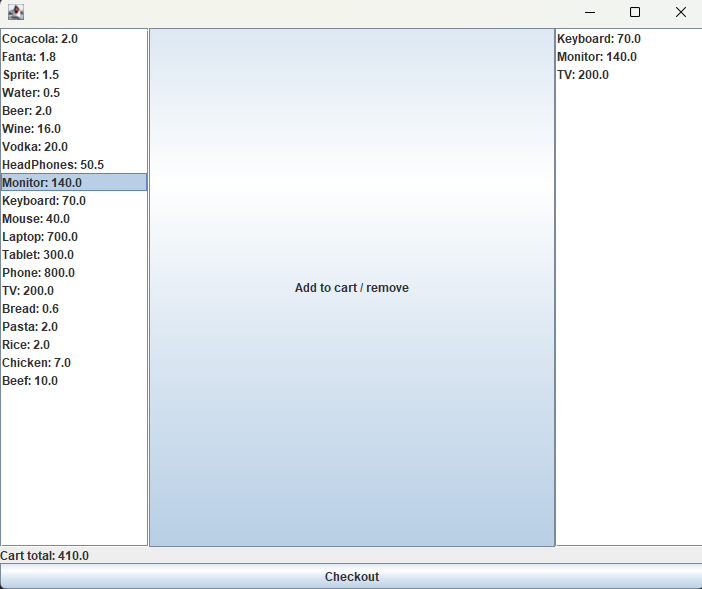 Cocacola: 2.0
Fanta: 1.8
Sprite: 1.5
Water: 0.5
Beer: 2.0
Wine: 16.0
Vodka: 20.0
HeadPhones: 50.5
Monitor: 140.0
Keyboard: 70.0
Mouse: 40.0
Laptop: 700.0
Tablet: 300.0
Phone: 800.0
TV: 200.0
Bread: 0.6
Pasta: 2.0
Rice: 2.0
Chicken: 7.0
Beef: 10.0
Add to cart / remove
Keyboard: 70.0
Monitor: 140.0
TV: 200.0
Cart total: 410.0
Checkout